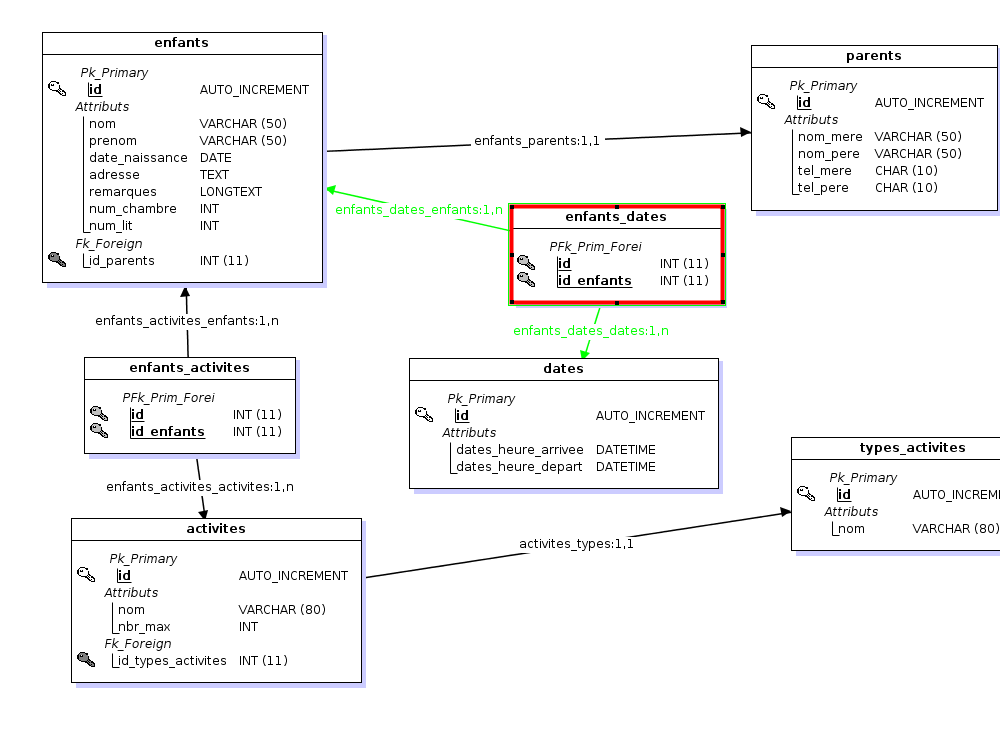 enfants
Pk_Primary
id AUTO_INCREMENT
Attributs
nom VARCHAR (50)
prenom VARCHAR (50)
date_naissance DATE
adresse TEXT
remarques LONGTEXT
num_chambre INT
num_lit INT
Fk_Foreign
id_parents INT (11)
enfants_parents:1,1
parents
Pk_Primary
id AUTO_INCREMENT
Attributs
nom_mere VARCHAR (50)
nom_pere VARCHAR (50)
tel_mere CHAR (10)
tel_pere CHAR (10)
enfants_dates_enfants:1,n
enfants_dates
PFk_Prim_Forei
id INT (11)
id_enfants INT (11)
enfants_dates_dates:1,n
enfants_activites_enfants:1,n
enfants_activites
PFk_Prim_Forei
id INT (11)
id_enfants INT (11)
enfants_activites_activites:1,n
dates
Pk_Primary
id AUTO_INCREMENT
Attributs
dates_heure_arrivee DATETIME
dates_heure_depart DATETIME
types_activites
Pk_Primary
id AUTO_INCREMI
Attributs
nom VARCHAR (80)
activites_types:1,1
activites
Pk_Primary
id AUTO_INCREMENT
Attributs
nom VARCHAR (80)
nbr_max INT
Fk_Foreign
id_types_activites INT (11)